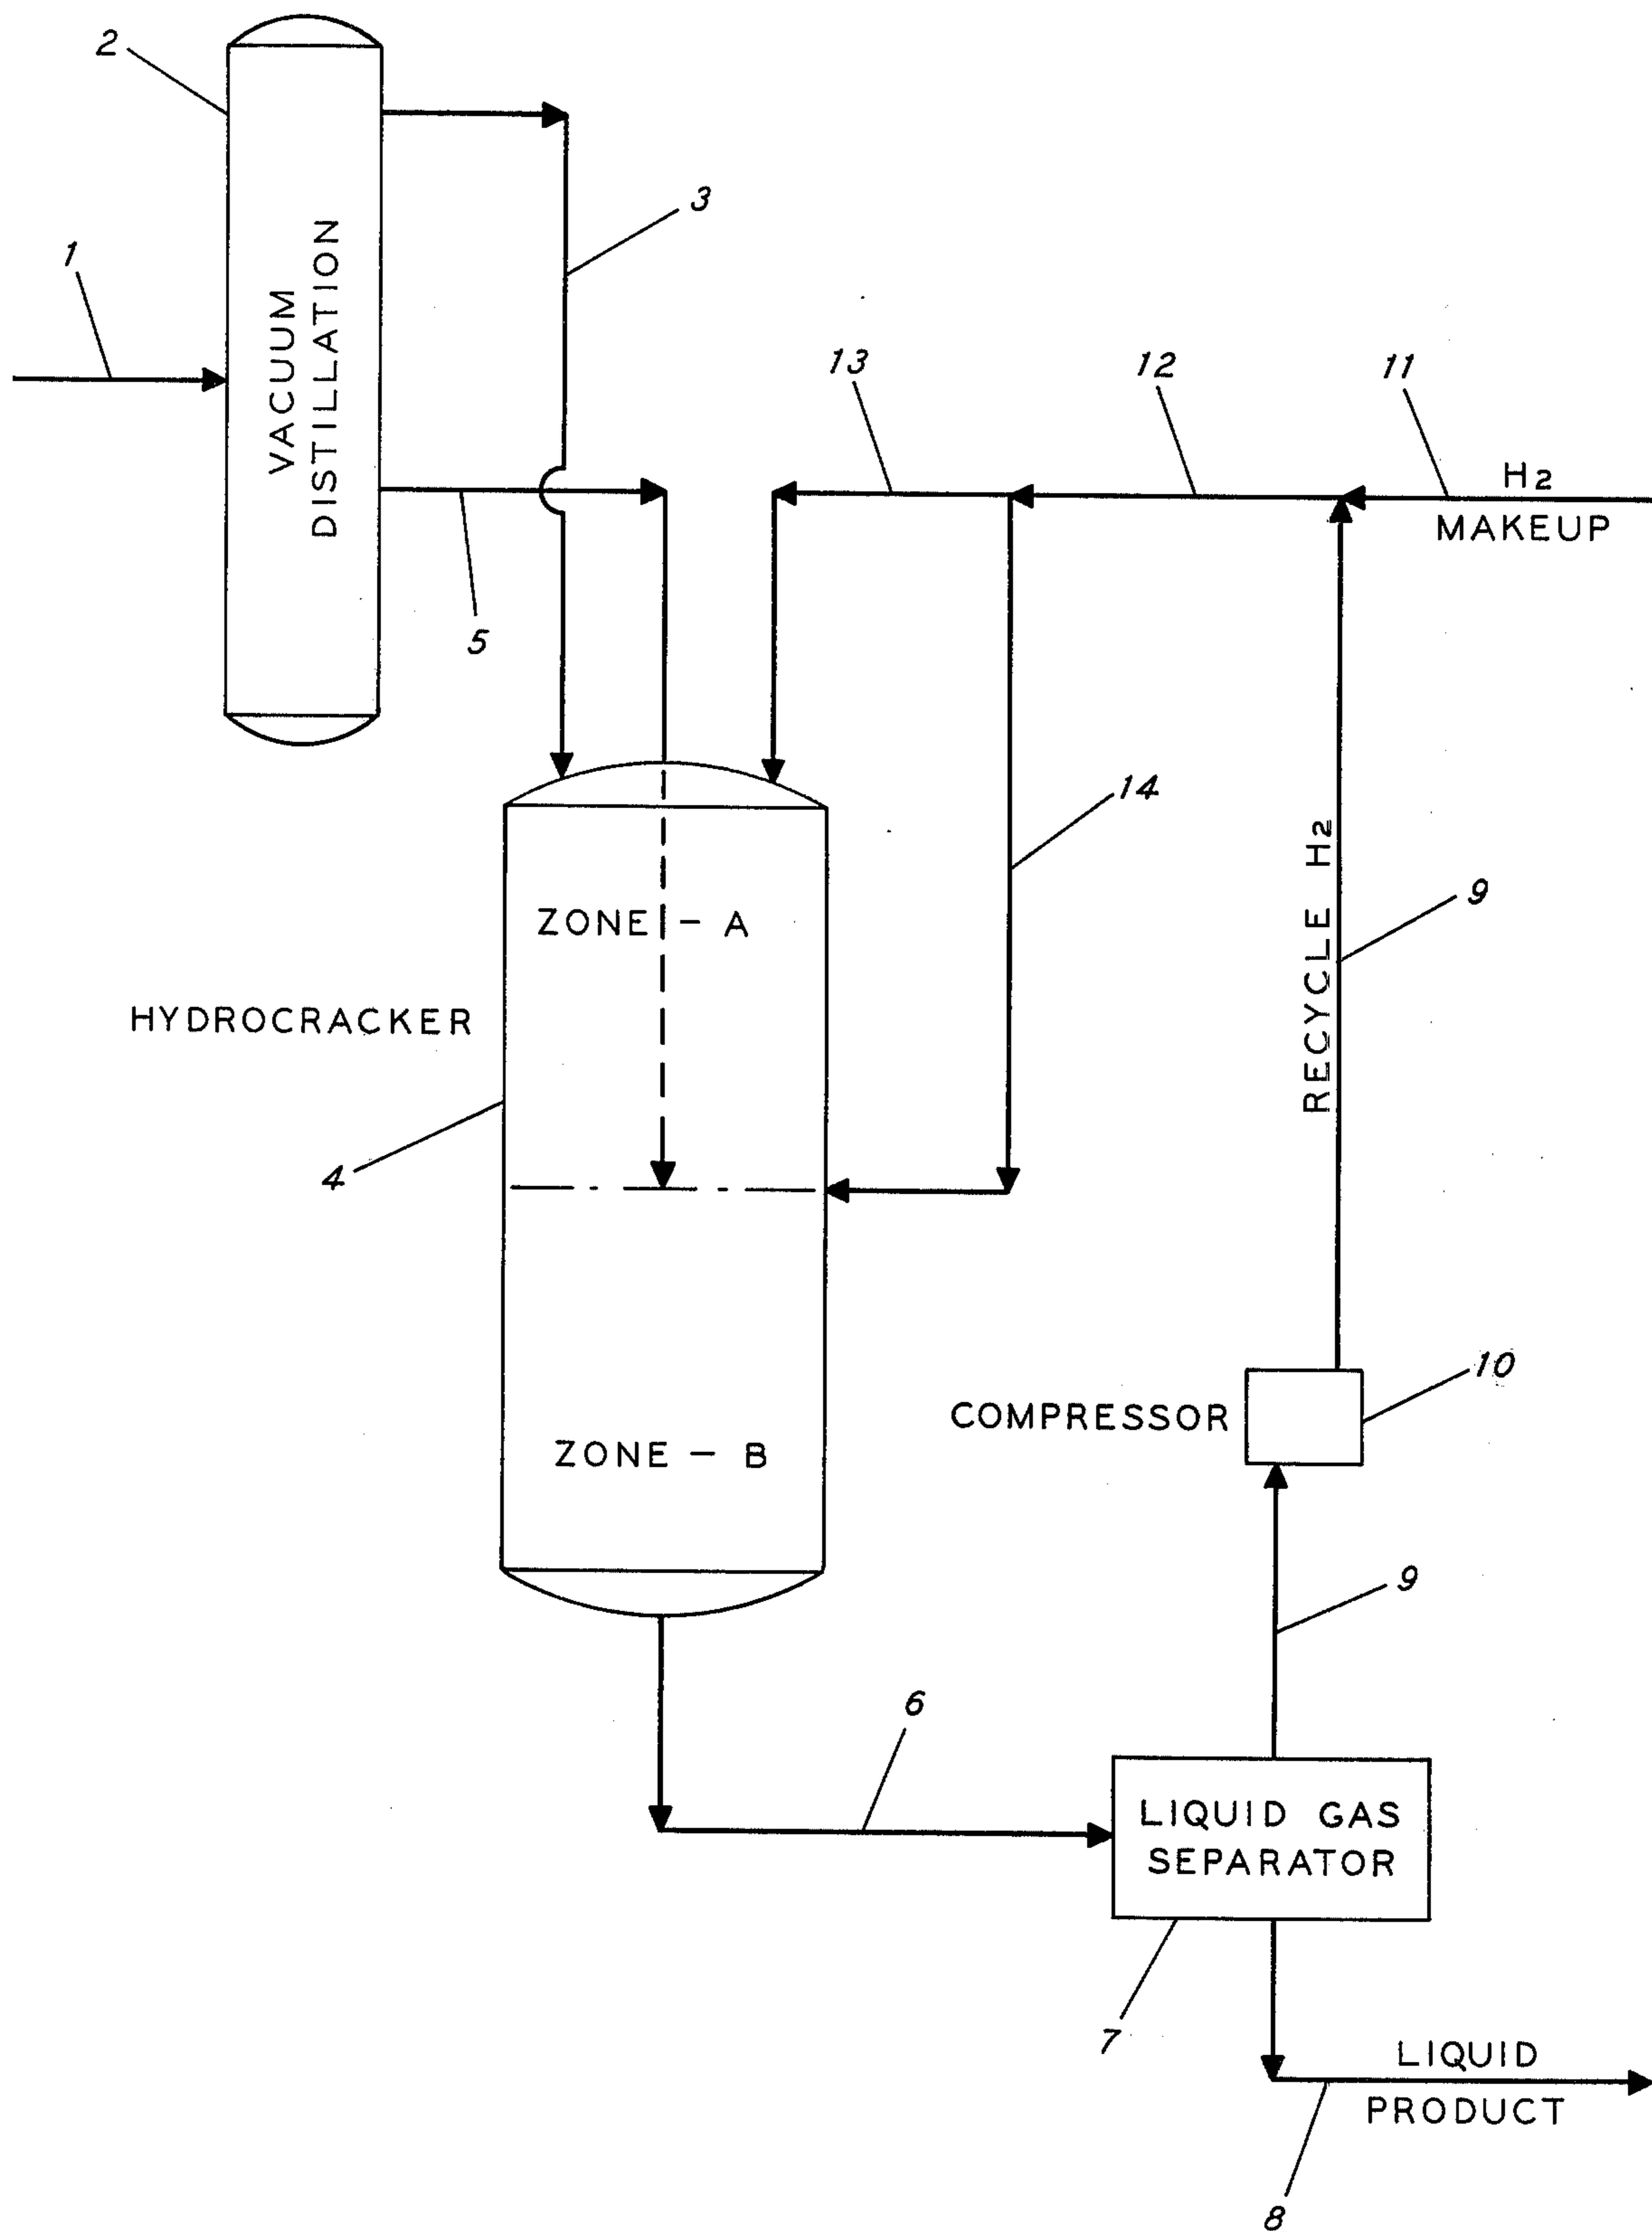 2
3
1
VACUUM
DISTILLATION
13
12
11
H2
MAKEUP
5
14
ZONE - A
RECYCLE H2
9
HYDROCRACKER
4
10
COMPRESSOR
ZONE - B
9
6
LIQUID GAS
SEPARATOR
7
LIQUID
PRODUCT
8